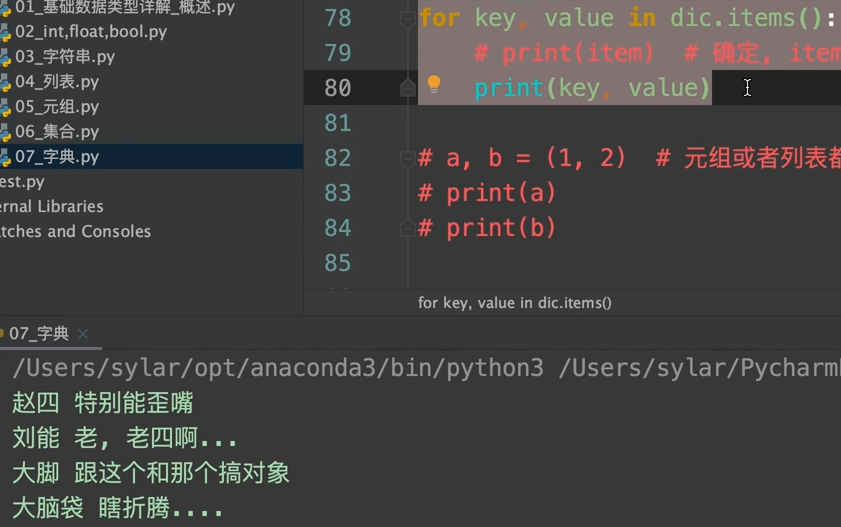 01_基础数据类型详解_概述.py
02_int,float,bool.py
03_字符串.py
04_列表.py
05_元组.py
06_集合.py
07_字典.py
est.py
ernal Libraries
atches and Consoles
78 for key, value in dic.items():
79 # print(item)  # 确定, item
80 print(key, value)
81
82 # a, b = (1, 2)  # 元组或者列表都
83 # print(a)
84 # print(b)
85
for key, value in dic.items()
07_字典
/Users/sylar/opt/anaconda3/bin/python3 /Users/sylar/Pycharm
赵四 特别能歪嘴
刘能 老, 老四啊...
大脚 跟这个和那个搞对象
大脑袋 瞎折腾....